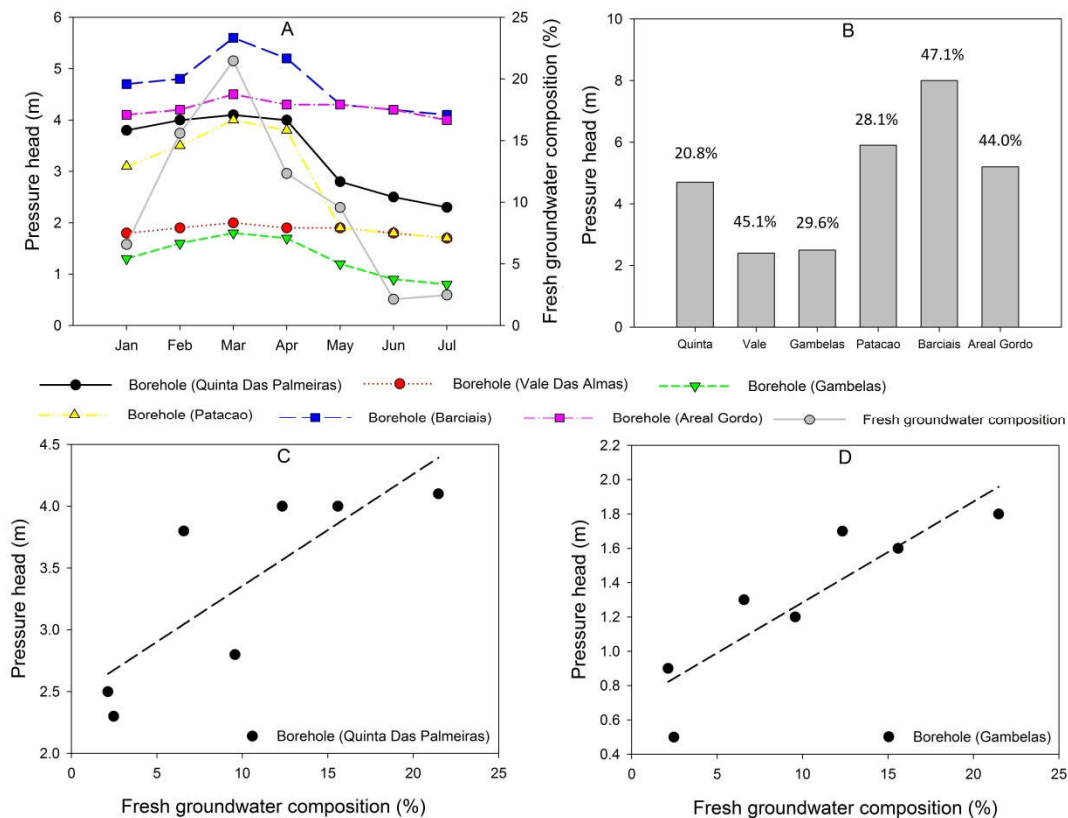 A
Pressure head (m)
6
5
4
3
2
1
0
Jan Feb Mar Apr May Jun Jul
25
20
15
10
5
0
Fresh groundwater composition (%)
B
Pressure head (m)
10
8
6
4
2
0
20.8%
45.1%
29.6%
28.1%
47.1%
44.0%
Quinta Vale Gambelas Patacao Barciais Areal Gordo
Borehole (Quinta Das Palmeiras) Borehole (Vale Das Almas) Borehole (Gambelas)
Borehole (Patacao) Borehole (Barciais) Borehole (Areal Gordo) Fresh groundwater composition
C
Pressure head (m)
4.5
4.0
3.5
3.0
2.5
2.0
Borehole (Quinta Das Palmeiras)
0 5 10 15 20 25
Fresh groundwater composition (%)
D
Pressure head (m)
2.2
2.0
1.8
1.6
1.4
1.2
1.0
0.8
0.6
0.4
Borehole (Gambelas)
0 5 10 15 20 25
Fresh groundwater composition (%)